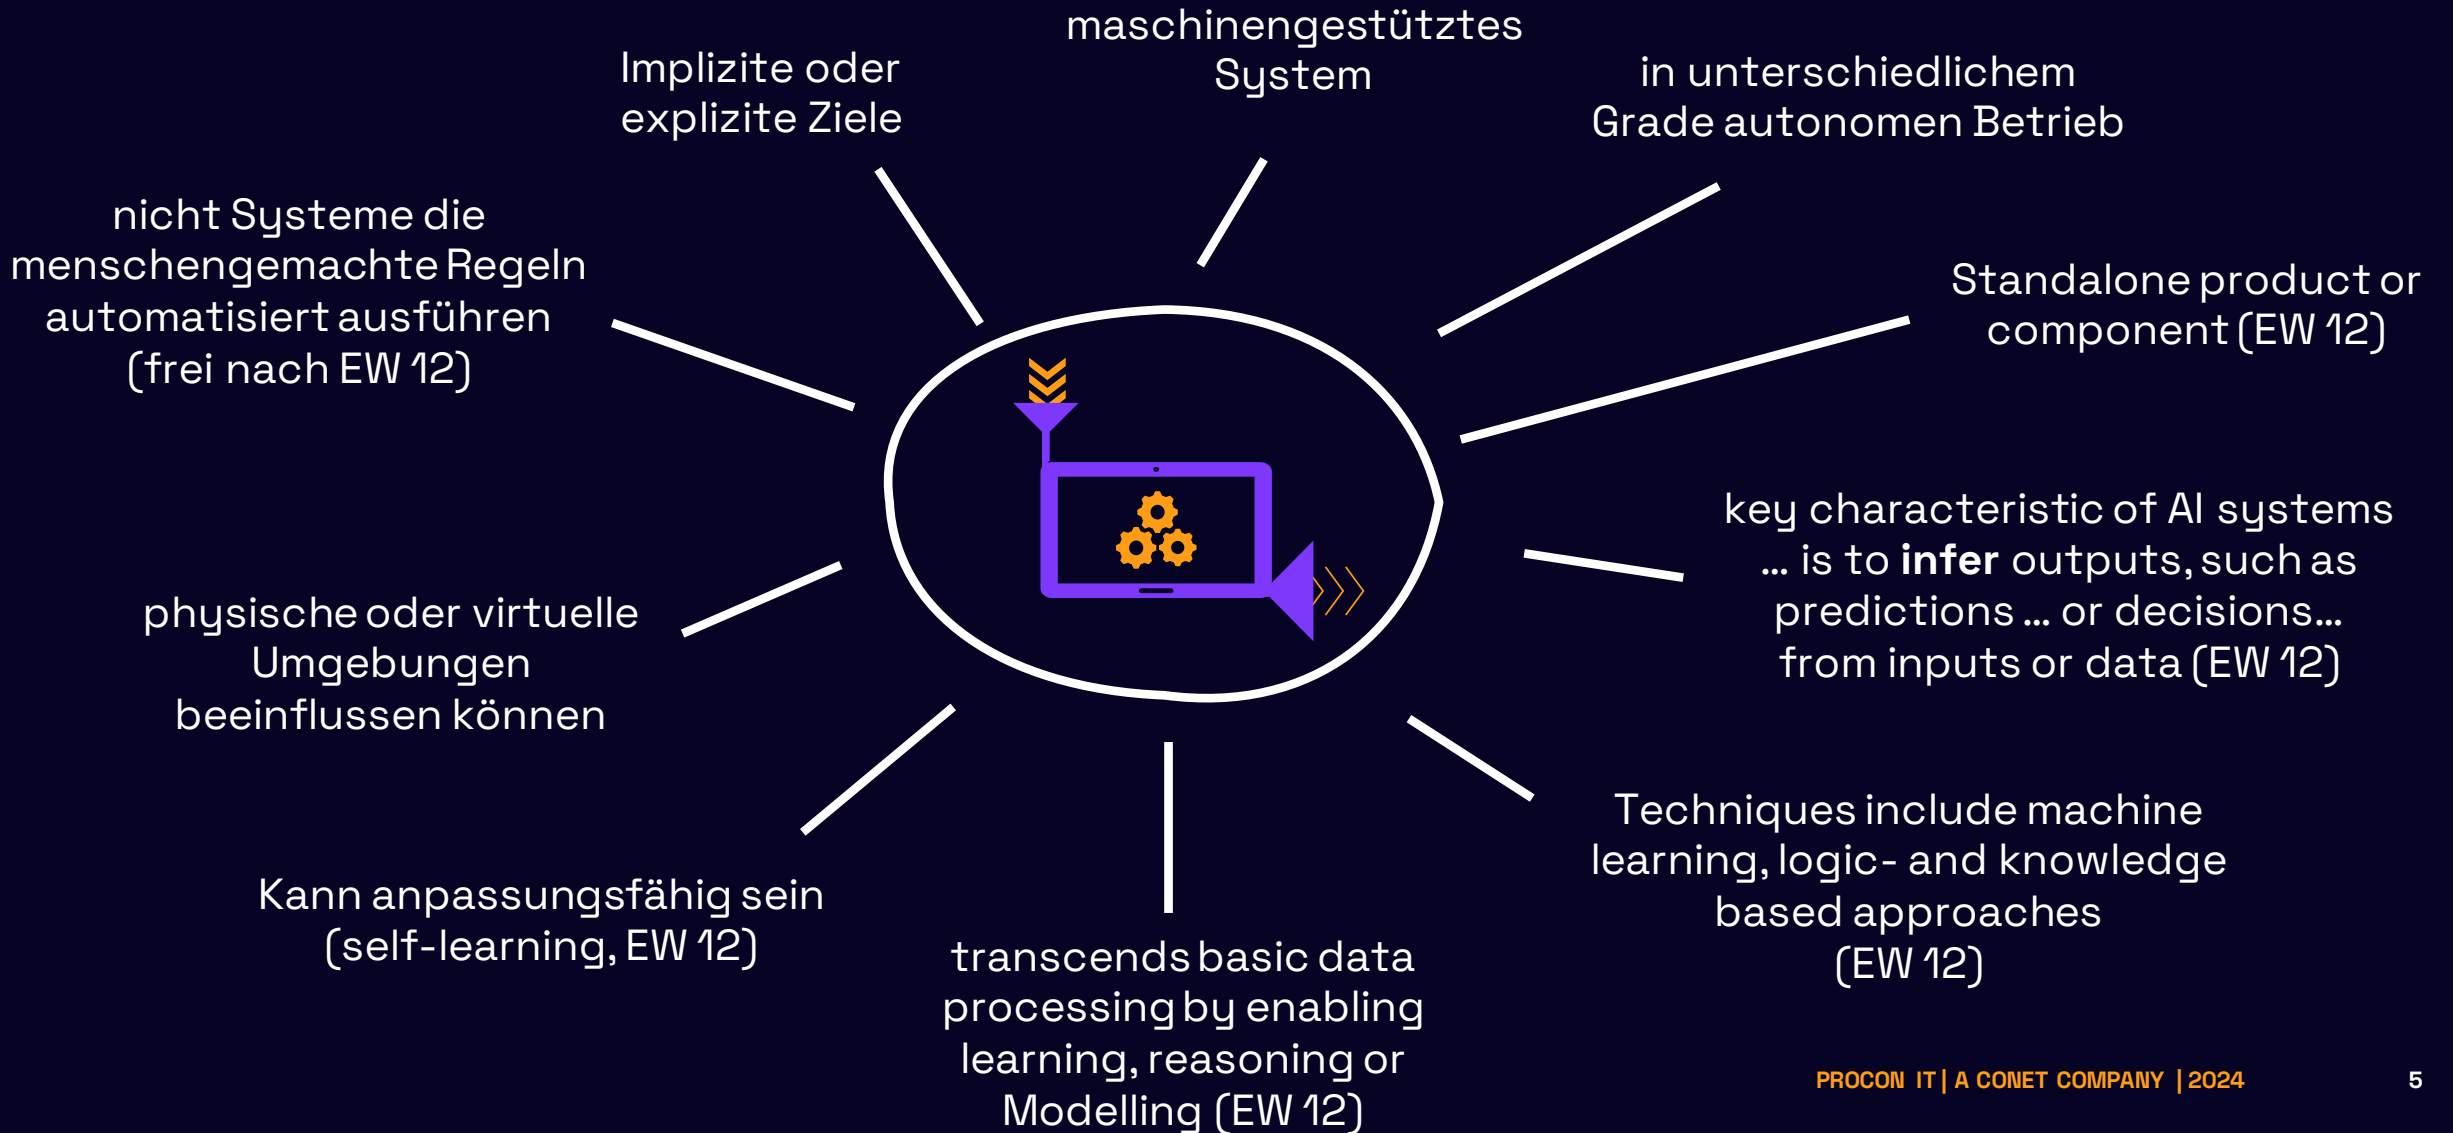 maschinengestütztes
System
Implizite oder
explizite Ziele
in unterschiedlichem
Grade autonomen Betrieb
nicht Systeme die
menschengemachte Regeln
automatisiert ausführen
(frei nach EW 12)
Standalone product or
component (EW 12)
key characteristic of AI systems
... is to infer outputs, such as
predictions ... or decisions...
from inputs or data (EW 12)
physische oder virtuelle
Umgebungen
beeinflussen können
Techniques include machine
learning, logic- and knowledge
based approaches
(EW 12)
Kann anpassungsfähig sein
(self-learning, EW 12)
transcends basic data
processing by enabling
learning, reasoning or
Modelling (EW 12)
PROCON IT | A CONET COMPANY | 2024
5